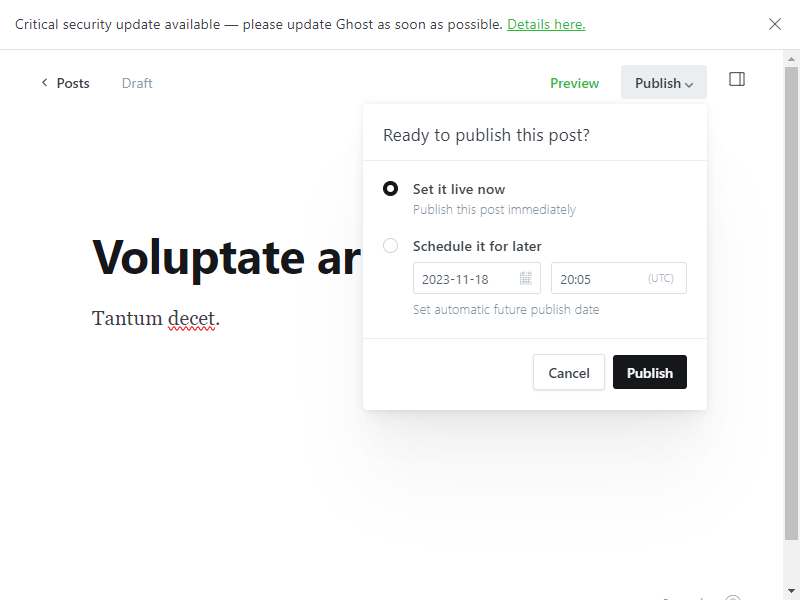 Critical security update available — please update Ghost as soon as possible. Details here.
Posts Draft Preview Publish
Ready to publish this post?
Set it live now
Publish this post immediately
Schedule it for later
2023-11-18 20:05 (UTC)
Set automatic future publish date
Cancel Publish
Voluptate ar
Tantum decet.